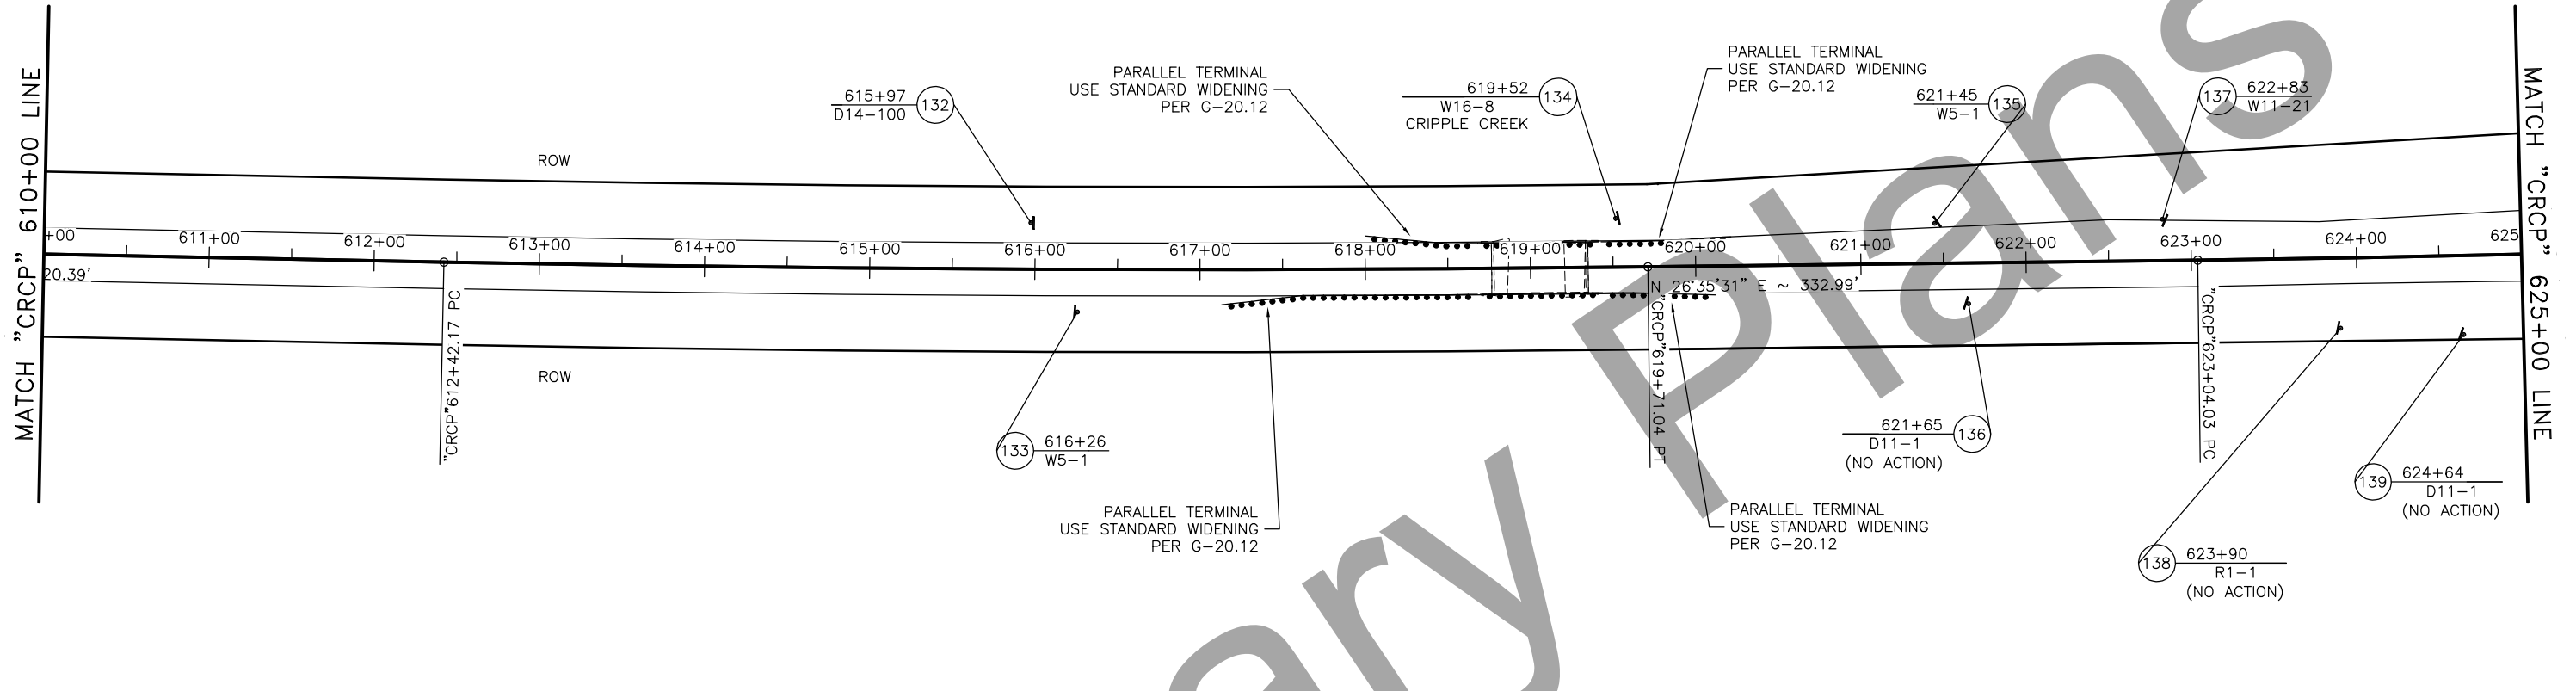 MATCH "CRCP" 610+00 LINE
615+97
D14-100
132
PARALLEL TERMINAL
USE STANDARD WIDENING
PER G-20.12
619+52
W16-8
CRIPPLE CREEK
134
PARALLEL TERMINAL
USE STANDARD WIDENING
PER G-20.12
621+45
W5-1
135
137
622+83
W11-21
MATCH "CRCP" 625+00 LINE
ROW
+00
611+00
612+00
613+00
614+00
615+00
616+00
617+00
618+00
619+00
620+00
621+00
622+00
623+00
624+00
625
20.39'
N 26°35'31" E ~ 332.99'
"CRCP"612+42.17 PC
"CRCP"619+71.04 PT
"CRCP"623+04.03 PC
ROW
133
616+26
W5-1
621+65
D11-1
(NO ACTION)
136
PARALLEL TERMINAL
USE STANDARD WIDENING
PER G-20.12
PARALLEL TERMINAL
USE STANDARD WIDENING
PER G-20.12
139
624+64
D11-1
(NO ACTION)
138
623+90
R1-1
(NO ACTION)
ary Plans